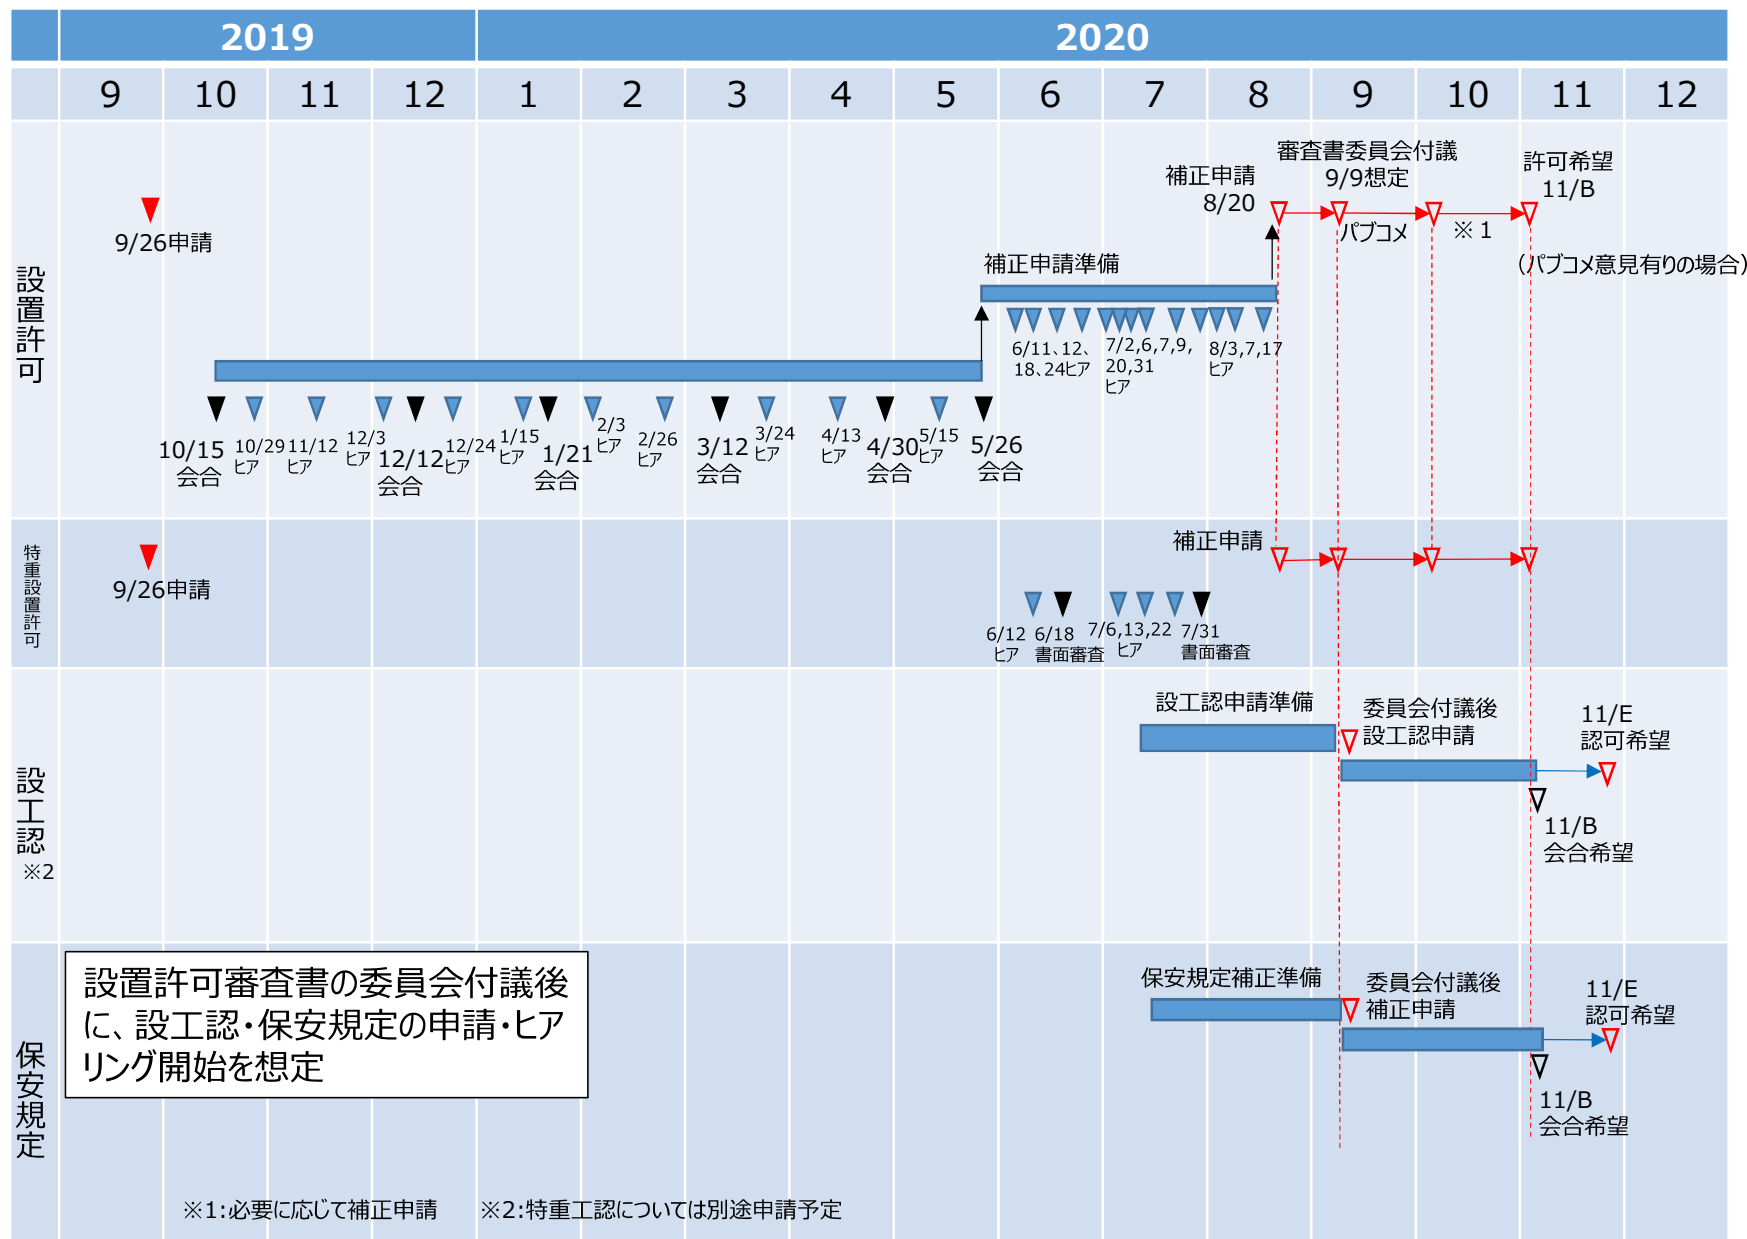 2019
2020
9
10
11
12
1
2
3
4
5
6
7
8
9
10
11
12
設置許可
9/26申請
補正申請
8/20
審査書委員会付議
9/9想定
許可希望
11/B
パブコメ
※1
(パブコメ意見有りの場合)
補正申請準備
6/11、12、
18、24ヒア
7/2,6,7,9,
20,31
ヒア
8/3,7,17
ヒア
10/15
会合
10/29
ヒア
11/12
ヒア
12/3
ヒア
12/12
会合
12/24
ヒア
1/15
ヒア
1/21
会合
2/3
ヒア
2/26
ヒア
3/12
会合
3/24
ヒア
4/13
ヒア
4/30
会合
5/15
ヒア
5/26
会合
特重設置許可
9/26申請
補正申請
6/12
ヒア
6/18
書面審査
7/6,13,22
ヒア
7/31
書面審査
設工認
※2
設工認申請準備
委員会付議後
設工認申請
11/E
認可希望
11/B
会合希望
保安規定
設置許可審査書の委員会付議後
に、設工認・保安規定の申請・ヒア
リング開始を想定
保安規定補正準備
委員会付議後
補正申請
11/E
認可希望
11/B
会合希望
※1:必要に応じて補正申請
※2:特重工認については別途申請予定